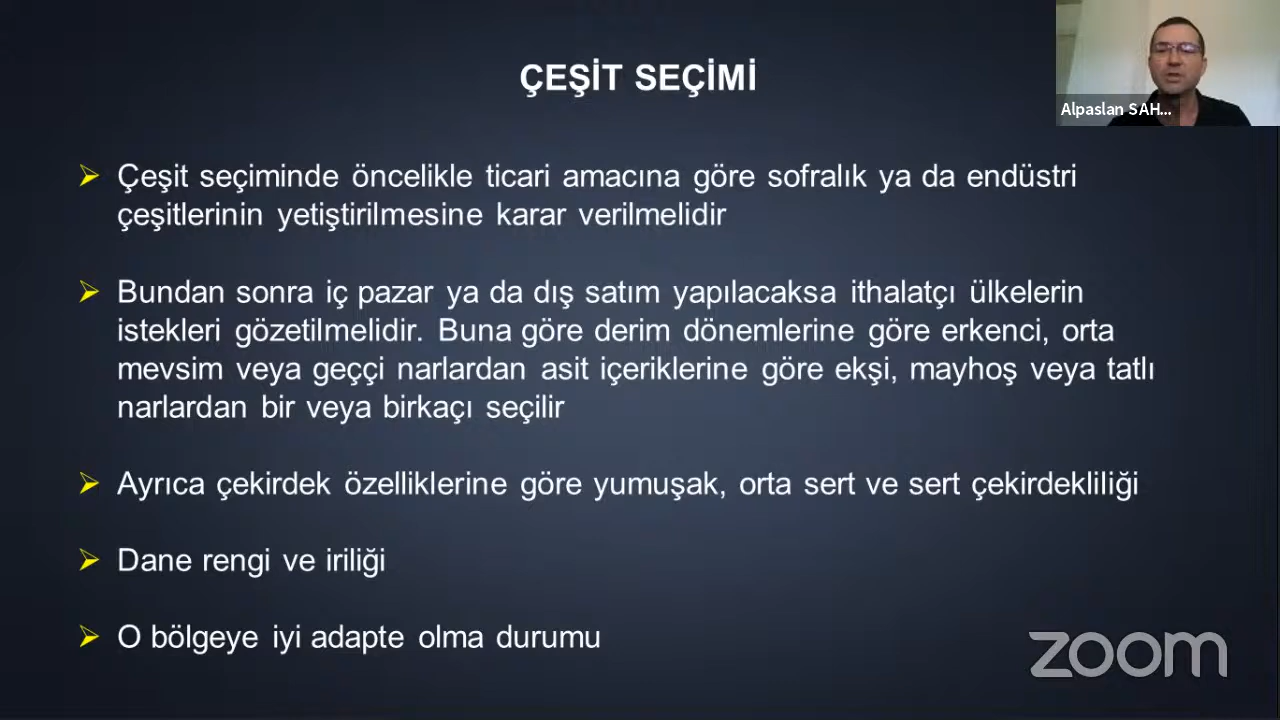 ÇEŞİT SEÇİMİ
Alpaslan SAH...
Çeşit seçiminde öncelikle ticari amacına göre sofralık ya da endüstri
çeşitlerinin yetiştirilmesine karar verilmelidir
Bundan sonra iç pazar ya da dış satım yapılacaksa ithalatçı ülkelerin
istekleri gözetilmelidir. Buna göre derim dönemlerine göre erkenci, orta
mevsim veya geççi narlardan asit içeriklerine göre ekşi, mayhoş veya tatlı
narlardan bir veya birkaçı seçilir
Ayrıca çekirdek özelliklerine göre yumuşak, orta sert ve sert çekirdekliliği
Dane rengi ve iriliği
O bölgeye iyi adapte olma durumu
zoom